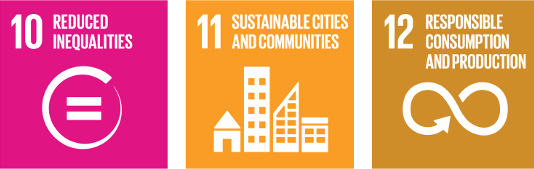 10 REDUCED
INEQUALITIES
11 SUSTAINABLE CITIES
AND COMMUNITIES
12 RESPONSIBLE
CONSUMPTION
AND PRODUCTION